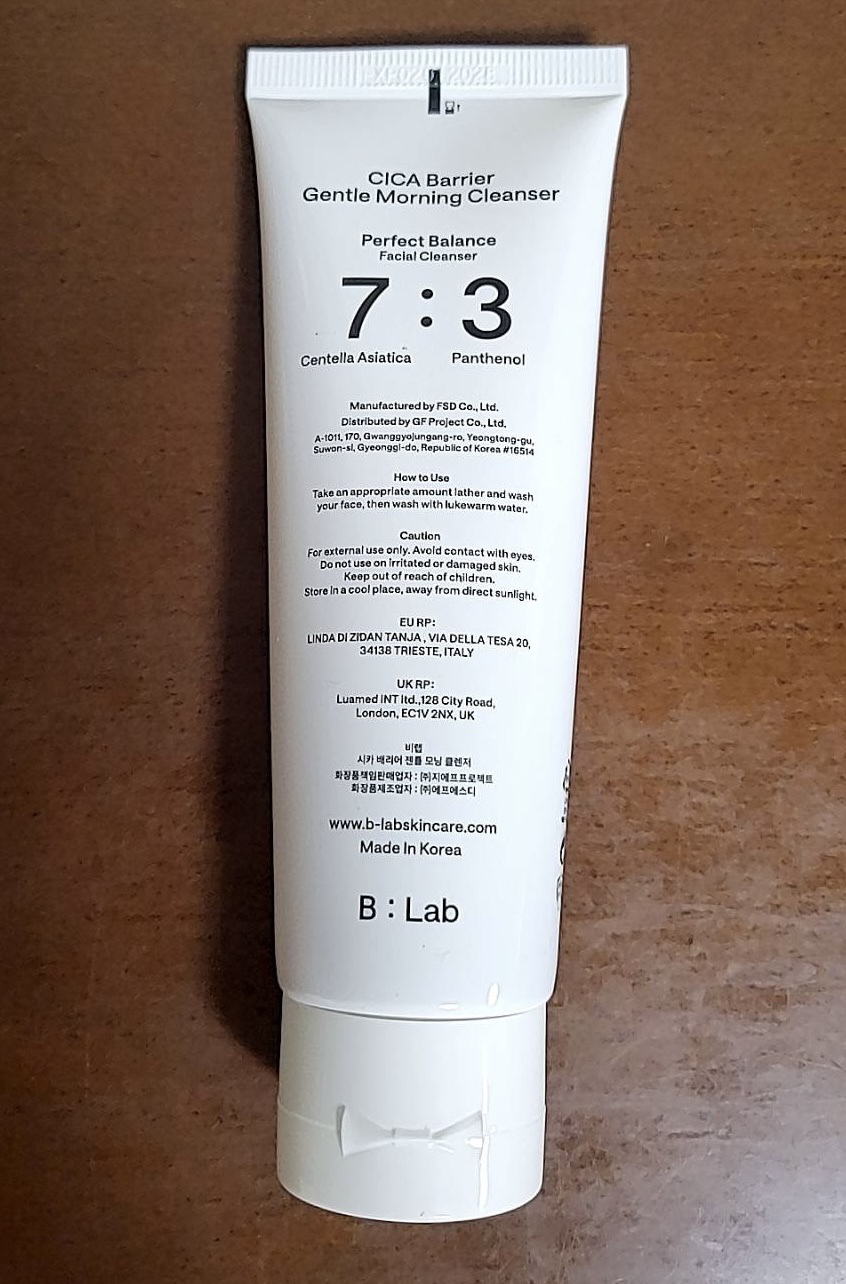 CICA Barrier
Gentle Morning Cleanser
Perfect Balance
Facial Cleanser
7 : 3
Centella Asiatica Panthenol
Manufactured by FSD Co., Ltd.
Distributed by GF Project Co., Ltd.
A-1011, 170, Gwanggyojungang-ro, Yeongtong-gu,
Suwon-si, Gyeonggi-do, Republic of Korea #16514
How to Use
Take an appropriate amount lather and wash
your face, then wash with lukewarm water.
Caution
For external use only. Avoid contact with eyes.
Do not use on irritated or damaged skin.
Keep out of reach of children.
Store in a cool place, away from direct sunlight.
EU RP:
LINDA DI ZIDAN TANJA , VIA DELLA TESA 20,
34138 TRIESTE, ITALY
UK RP:
Luamed INT ltd.,128 City Road,
London, EC1V 2NX, UK
비랩
시카 배리어 젠틀 모닝 클렌저
화장품책임판매업자 : ㈜지에프프로젝트
화장품제조업자 : ㈜에프에스디
www.b-labskincare.com
Made In Korea
B : Lab